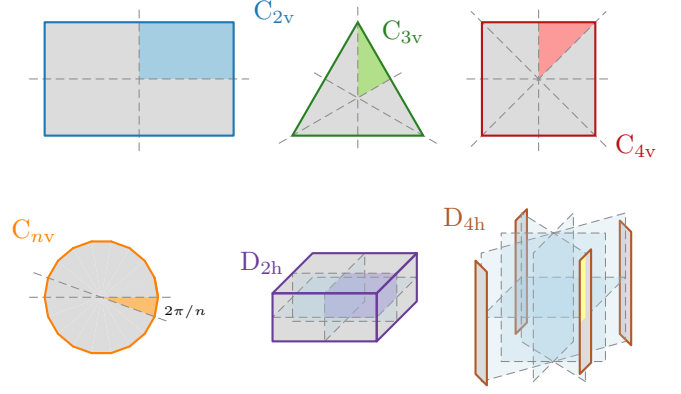 C₂ᵥ
C₃ᵥ
C₄ᵥ
Cₙᵥ
2π/n
D₂ₕ
D₄ₕ